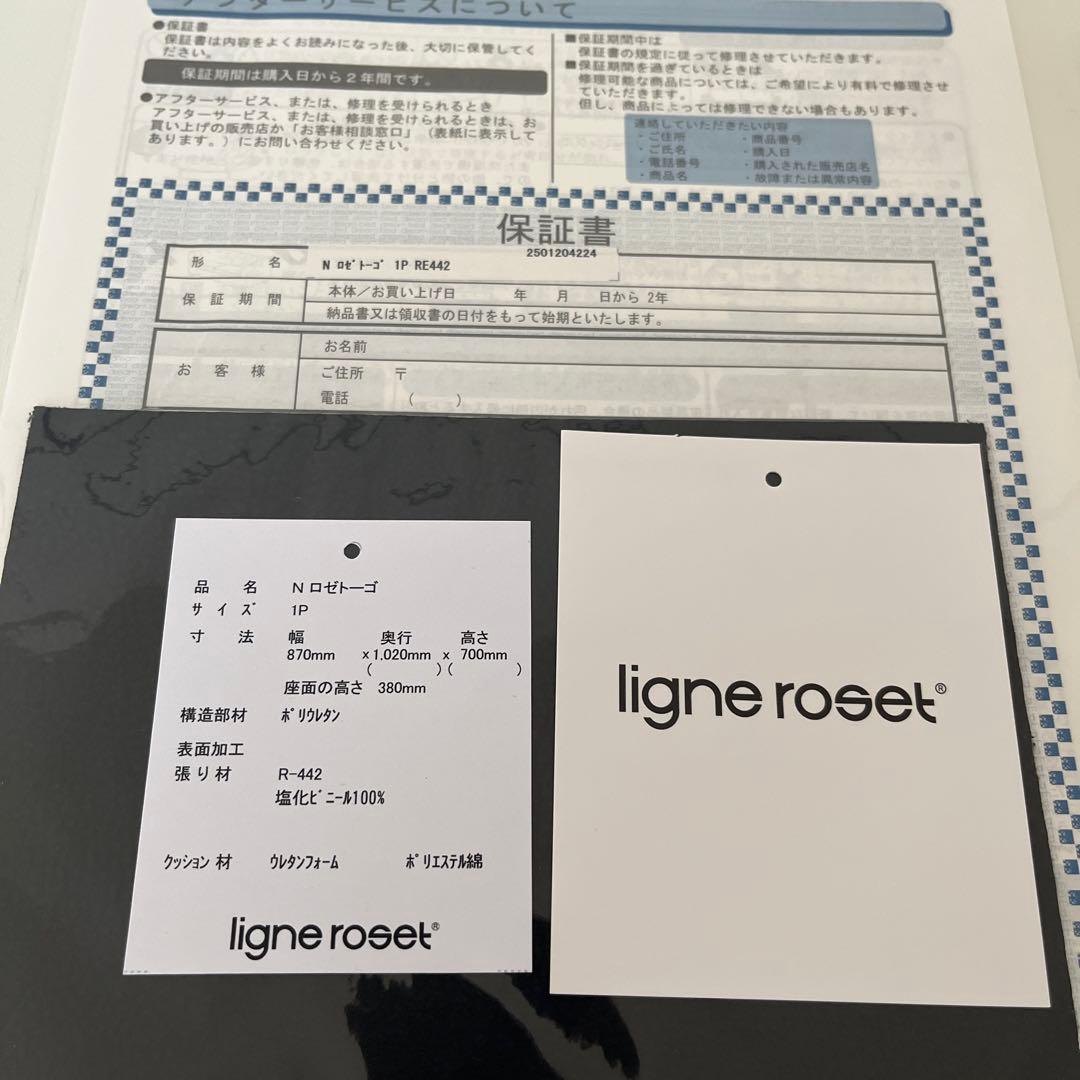 アフターサービスについて
●保証書
保証書は内容をよくお読みになった後、大切に保管してく
ださい。
保証期間は購入日から２年間です。
●アフターサービス、または、修理を受けられるとき
アフターサービス、または、修理を受けられるときは、お
買い上げの販売店か「お客様相談窓口」（表紙に表示して
あります。）にお問い合わせください。
■保証期間中は
保証書の規定に従って修理させていただきます。
■保証期間を過ぎているときは
修理可能な商品については、ご希望により有料で修理させ
ていただきます。
但し、商品によっては修理できない場合もあります。
連絡していただきたい内容
・ご住所 ・商品番号
・ご氏名 ・購入日
・電話番号 ・購入された販売店名
・商品名 ・故障または異常内容
保証書
2501204224
形名 N ﾛｾﾞﾄｰｺﾞ 1P RE442
保証期間 本体／お買い上げ日 年 月 日から 2年
納品書又は領収書の日付をもって始期といたします。
お客様 お名前
ご住所 〒
電話 （ ）
品名 Ｎ ロゼトーゴ
ｻｲｽﾞ 1P
寸法 幅 奥行 高さ
870mm x 1,020mm x 700mm
( )( )
座面の高さ 380mm
構造部材 ﾎﾟﾘｳﾚﾀﾝ
表面加工
張り材 R-442
塩化ﾋﾞﾆｰﾙ100%
ｸｯｼｮﾝ材 ｳﾚﾀﾝﾌｫｰﾑ ﾎﾟﾘｴｽﾃﾙ綿
ligne roset®
ligne roset®